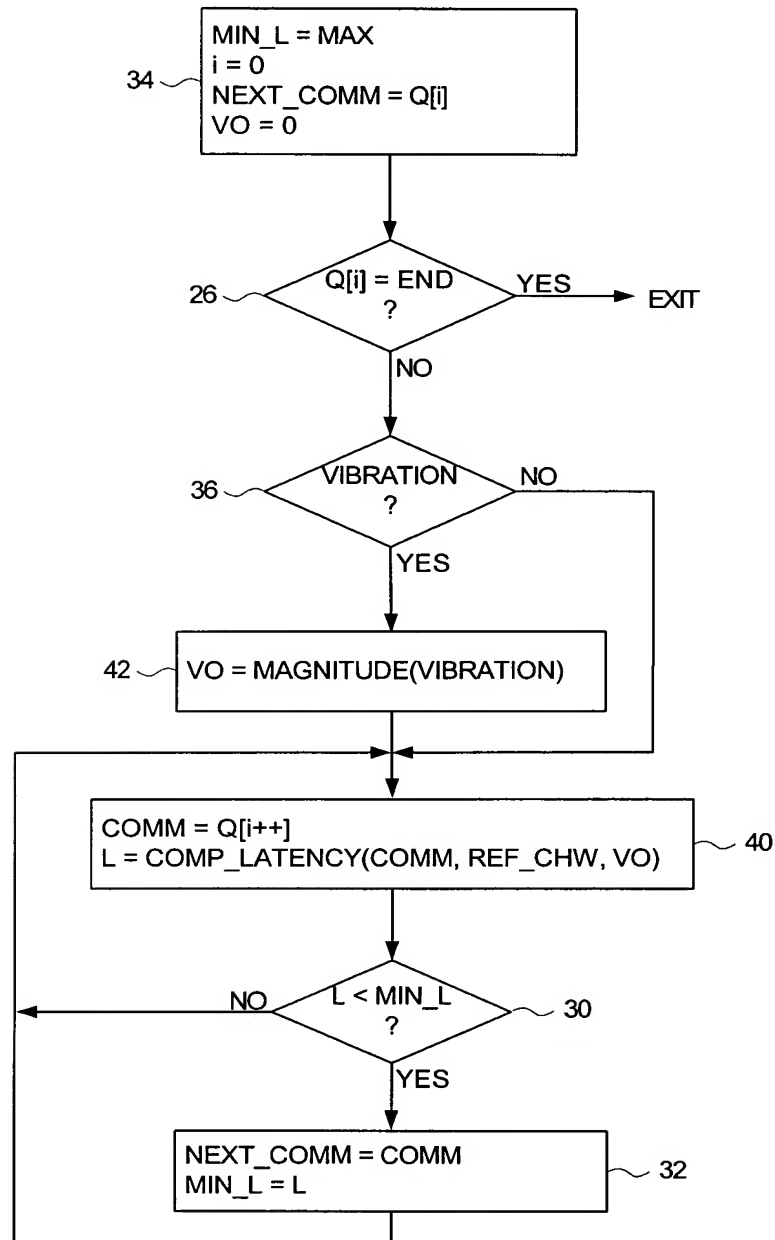 MIN_L = MAX
i = 0
NEXT_COMM = Q[i]
VO = 0
34
Q[i] = END
?
26
YES
EXIT
NO
VIBRATION
?
36
NO
YES
42
VO = MAGNITUDE(VIBRATION)
COMM = Q[i++]
L = COMP_LATENCY(COMM, REF_CHW, VO)
40
L < MIN_L
?
NO
30
YES
NEXT_COMM = COMM
MIN_L = L
32